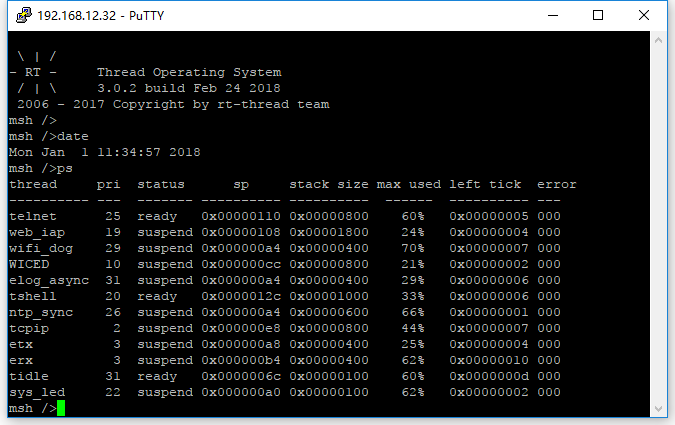 192.168.12.32 - PuTTY
 \ | /
- RT -     Thread Operating System
 / | \     3.0.2 build Feb 24 2018
 2006 - 2017 Copyright by rt-thread team
msh />
msh />date
Mon Jan  1 11:34:57 2018
msh />ps
thread     pri  status      sp     stack size max used left tick  error
---------- ---  ------- ---------- ----------  ------  ---------- ---
telnet      25  ready   0x00000110 0x00000800    60%   0x00000005 000
web_iap     19  suspend 0x00000108 0x00001800    24%   0x00000004 000
wifi_dog    29  suspend 0x000000a4 0x00000400    70%   0x00000007 000
WICED       10  suspend 0x000000cc 0x00000800    21%   0x00000002 000
elog_async  31  suspend 0x000000a4 0x00000400    29%   0x00000006 000
tshell      20  ready   0x0000012c 0x00001000    33%   0x00000006 000
ntp_sync    26  suspend 0x000000a4 0x00000600    66%   0x00000001 000
tcpip        2  suspend 0x000000e8 0x00000800    44%   0x00000007 000
etx          3  suspend 0x000000a8 0x00000400    25%   0x00000004 000
erx          3  suspend 0x000000b4 0x00000400    62%   0x00000010 000
tidle       31  ready   0x0000006c 0x00000100    60%   0x0000000d 000
sys_led     22  suspend 0x000000a0 0x00000100    62%   0x00000002 000
msh />